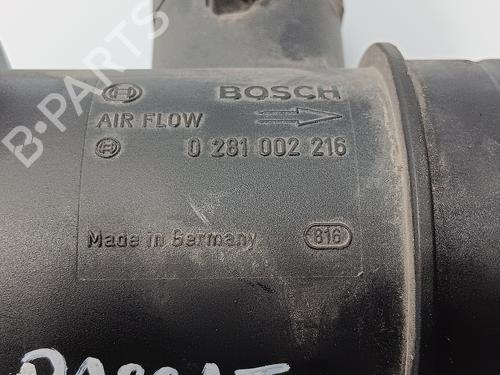 BOSCH
AIR FLOW
0 281 002 216
Made in Germany 816
B-PARTS